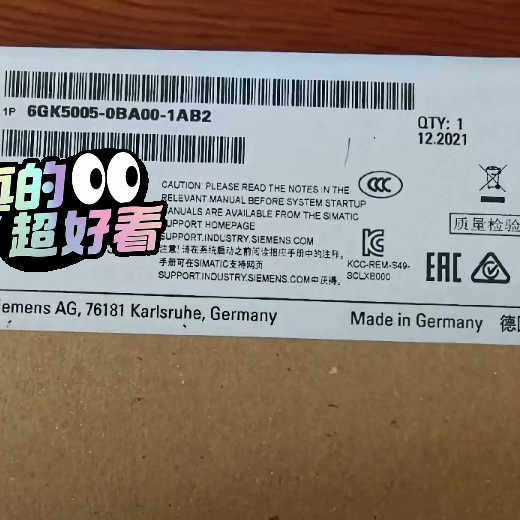 1P 6GK5005-0BA00-1AB2
QTY: 1
12.2021
真的
超好看
CAUTION PLEASE READ THE NOTES IN THE
RELEVANT MANUAL BEFORE SYSTEM STARTUP
MANUALS ARE AVAILABLE FROM THE SIMATIC
SUPPORT HOMEPAGE
SUPPORT.INDUSTRY.SIEMENS.COM
注意!请在系统启动之前阅读相应手册中的注释。
手册可在SIMATIC支持网页
SUPPORT.INDUSTRY.SIEMENS.COM中获得。
CCC
KCC-REM-S49-
SCLXB000
质量检验
EAC
iemens AG, 76181 Karlsruhe, Germany
Made in Germany
德国